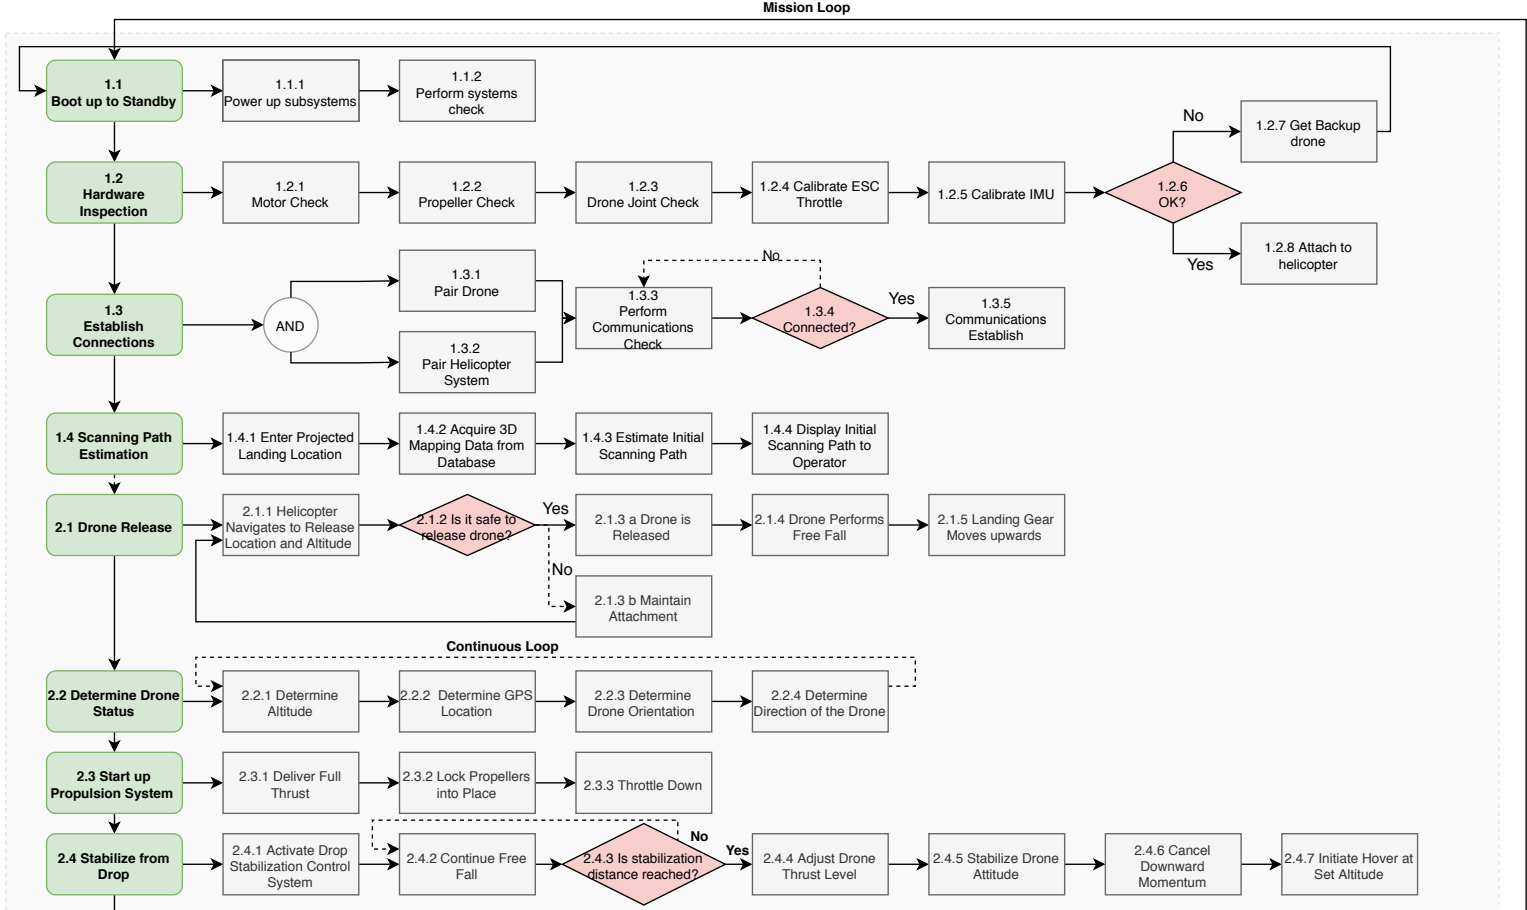 Mission Loop
1.1
Boot up to Standby
1.1.1
Power up subsystems
1.1.2
Perform systems
check
1.2
Hardware
Inspection
1.2.1
Motor Check
1.2.2
Propeller Check
1.2.3
Drone Joint Check
1.2.4 Calibrate ESC
Throttle
1.2.5 Calibrate IMU
1.2.6
OK?
No
1.2.7 Get Backup
drone
Yes
1.2.8 Attach to
helicopter
1.3
Establish
Connections
AND
1.3.1
Pair Drone
1.3.2
Pair Helicopter
System
1.3.3
Perform
Communications
Check
No
1.3.4
Connected?
Yes
1.3.5
Communications
Establish
1.4 Scanning Path
Estimation
1.4.1 Enter Projected
Landing Location
1.4.2 Acquire 3D
Mapping Data from
Database
1.4.3 Estimate Initial
Scanning Path
1.4.4 Display Initial
Scanning Path to
Operator
2.1 Drone Release
2.1.1 Helicopter
Navigates to Release
Location and Altitude
2.1.2 Is it safe to
release drone?
Yes
2.1.3 a Drone is
Released
2.1.4 Drone Performs
Free Fall
2.1.5 Landing Gear
Moves upwards
No
2.1.3 b Maintain
Attachment
Continuous Loop
2.2 Determine Drone
Status
2.2.1 Determine
Altitude
2.2.2 Determine GPS
Location
2.2.3 Determine
Drone Orientation
2.2.4 Determine
Direction of the Drone
2.3 Start up
Propulsion System
2.3.1 Deliver Full
Thrust
2.3.2 Lock Propellers
into Place
2.3.3 Throttle Down
2.4 Stabilize from
Drop
2.4.1 Activate Drop
Stabilization Control
System
2.4.2 Continue Free
Fall
2.4.3 Is stabilization
distance reached?
No
Yes
2.4.4 Adjust Drone
Thrust Level
2.4.5 Stabilize Drone
Attitude
2.4.6 Cancel
Downward
Momentum
2.4.7 Initiate Hover at
Set Altitude